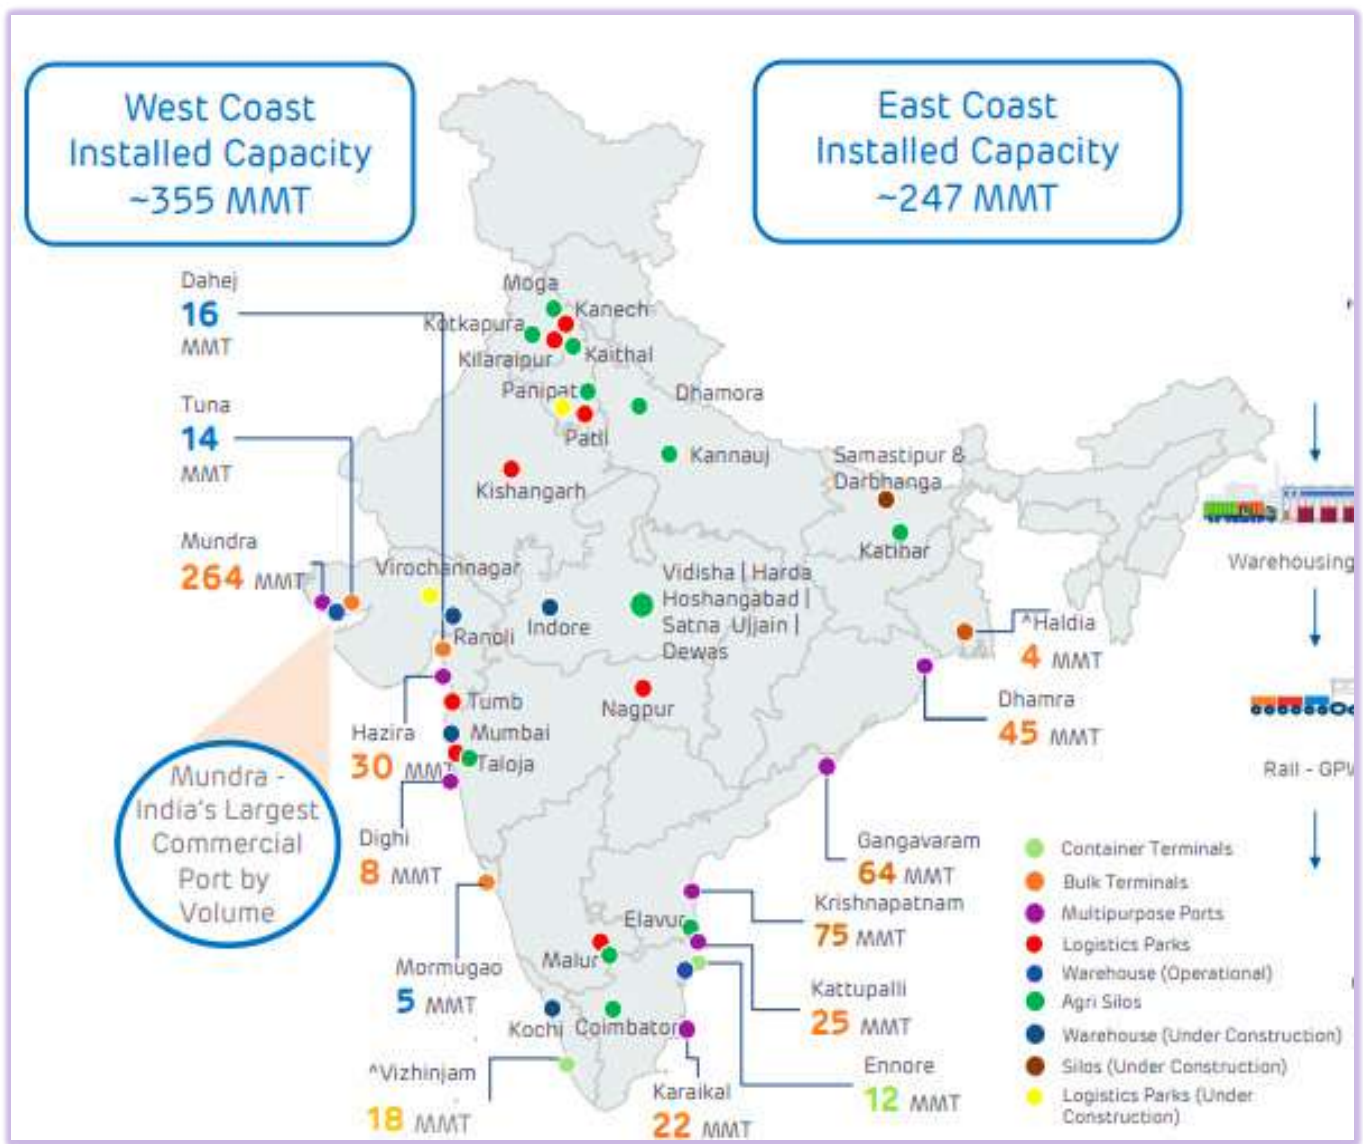 West Coast
Installed Capacity
~355 MMT
East Coast
Installed Capacity
~247 MMT
Dahej
16
MMT
Tuna
14
MMT
Mundra
264 MMT
Moga
Kanech
Kotkapura
Kilaraipur
Kaithal
Panipat
Dhamora
Patli
Kannauj
Kishangarh
Samastipur &
Darbhanga
Katihar
Virochannagar
Ranoli
Indore
Vidisha | Harda
Hoshangabad |
Satna Ujjain |
Dewas
^Haldia
4 MMT
Dhamra
45 MMT
Nagpur
Tumb
Mumbai
Taloja
Hazira
30 MMT
Mundra -
India's Largest
Commercial
Port by
Volume
Dighi
8 MMT
Gangavaram
64 MMT
Krishnapatnam
75 MMT
Elavur
Malur
Mormugao
5 MMT
Kattupalli
25 MMT
Kochi
Coimbator
^Vizhinjam
18 MMT
Karaikal
22 MMT
Ennore
12 MMT
Warehousing
Rail - GPW
Container Terminals
Bulk Terminals
Multipurpose Ports
Logistics Parks
Warehouse (Operational)
Agri Silos
Warehouse (Under Construction)
Silos (Under Construction)
Logistics Parks (Under
Construction)